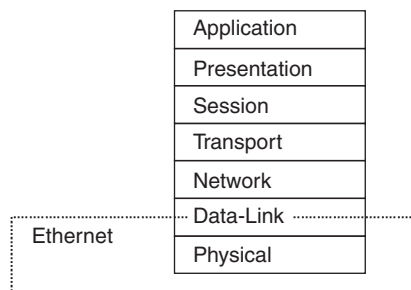 Application
Presentation
Session
Transport
Network
Data-Link
Ethernet
Physical